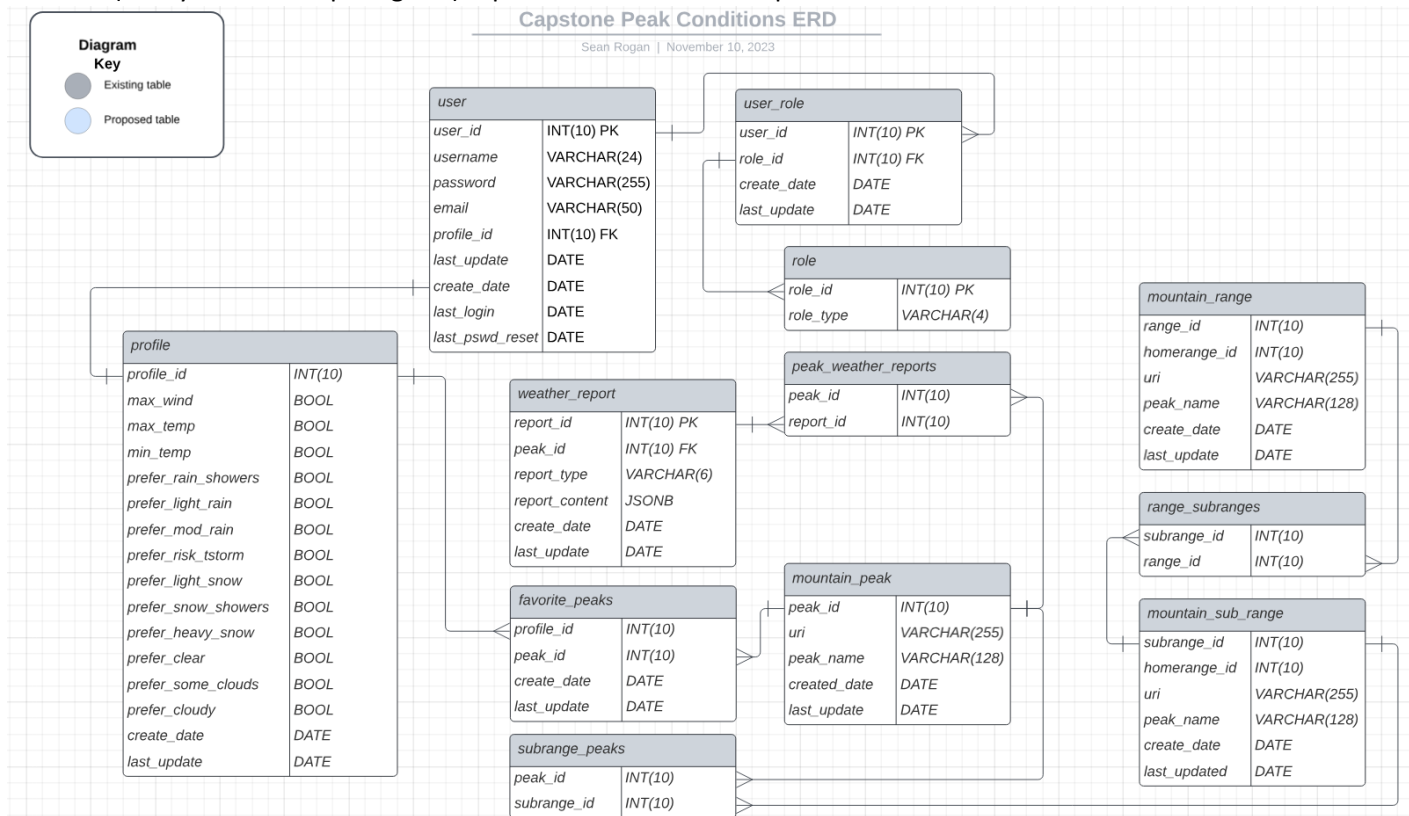 Capstone Peak Conditions ERD
Sean Rogan | November 10, 2023
Diagram
Key
Existing table
Proposed table
user
user_id INT(10) PK
username VARCHAR(24)
password VARCHAR(255)
email VARCHAR(50)
profile_id INT(10) FK
last_update DATE
create_date DATE
last_login DATE
last_pswd_reset DATE
user_role
user_id INT(10) PK
role_id INT(10) FK
create_date DATE
last_update DATE
role
role_id INT(10) PK
role_type VARCHAR(4)
profile
profile_id INT(10)
max_wind BOOL
max_temp BOOL
min_temp BOOL
prefer_rain_showers BOOL
prefer_light_rain BOOL
prefer_mod_rain BOOL
prefer_risk_tstorm BOOL
prefer_light_snow BOOL
prefer_snow_showers BOOL
prefer_heavy_snow BOOL
prefer_clear BOOL
prefer_some_clouds BOOL
prefer_cloudy BOOL
create_date DATE
last_update DATE
weather_report
report_id INT(10) PK
peak_id INT(10) FK
report_type VARCHAR(6)
report_content JSONB
create_date DATE
last_update DATE
peak_weather_reports
peak_id INT(10)
report_id INT(10)
favorite_peaks
profile_id INT(10)
peak_id INT(10)
create_date DATE
last_update DATE
mountain_peak
peak_id INT(10)
uri VARCHAR(255)
peak_name VARCHAR(128)
created_date DATE
last_update DATE
subrange_peaks
peak_id INT(10)
subrange_id INT(10)
mountain_range
range_id INT(10)
homerange_id INT(10)
uri VARCHAR(255)
peak_name VARCHAR(128)
create_date DATE
last_update DATE
range_subranges
subrange_id INT(10)
range_id INT(10)
mountain_sub_range
subrange_id INT(10)
homerange_id INT(10)
uri VARCHAR(255)
peak_name VARCHAR(128)
create_date DATE
last_updated DATE